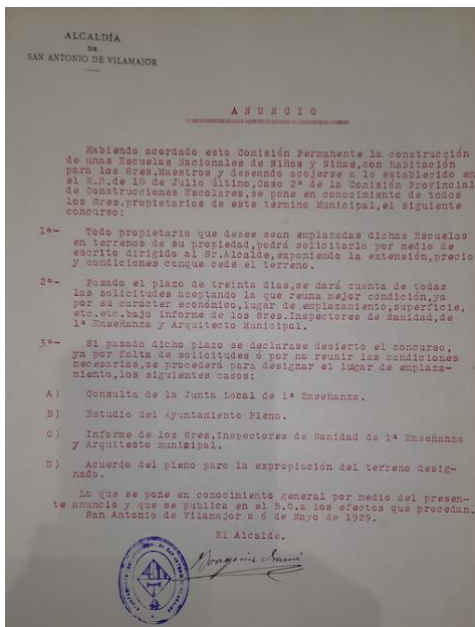 ALCALDÍA
DE
SAN ANTONIO DE VILAMAJOR
ANUNCIO
Habiendo acordado esta Comisión Permanente la construcción
de unas Escuelas Nacionales de Niños y Niñas,con habitación
para los Sres.Maestros y deseando acojerse a lo establecido en
el R.D.de 10 de Julio último,Caso 2º de la Comisión Provincial
de Construcciones Escolares,se pone en conocimiento de todos
los Sres.propietarios de este término Municipal,el siguiente
concurso:
1º- Todo propietario que desee sean emplazadas dichas Escuelas
en terrenos de su propiedad,podrá solicitarlo por medio de
escrito dirigido al Sr.Alcalde,exponiendo la extensión,precio
y condiciones conque cede el terreno.
2º- Pasado el plazo de treinta dias,se dará cuenta de todas
las solicitudes aceptando la que reuna mejor condición,ya
por su carácter económico,lugar de emplazamiento,superficie,
etc.etc.bajo informe de los Sres.Inspectores de Sanidad,de
1ª Enseñanza y Arquitecto Municipal.
3º- Si pasado dicho plazo se declarase desierto el concurso,
ya por falta de solicitudes ó por no reunir las condiciones
necesarias,se procederá para designar el lugar de emplaza-
miento,los siguientes casos:
A) Consulta de la Junta Local de 1ª Enseñanza.
B) Estudio del Ayuntamiento Pleno.
C) Informe de los Sres.Inspectores de Sanidad de 1ª Enseñanza
y Arquitecto municipal.
D) Acuerdo del pleno para la expropiación del terreno desig-
nado.
Lo que se pone en conocimiento general por medio del presen-
te anuncio y que se publica en el B.O.a los efectos que procedan.
San Antonio de Vilamajor a 6 de Mayo de 1929.
El Alcalde.